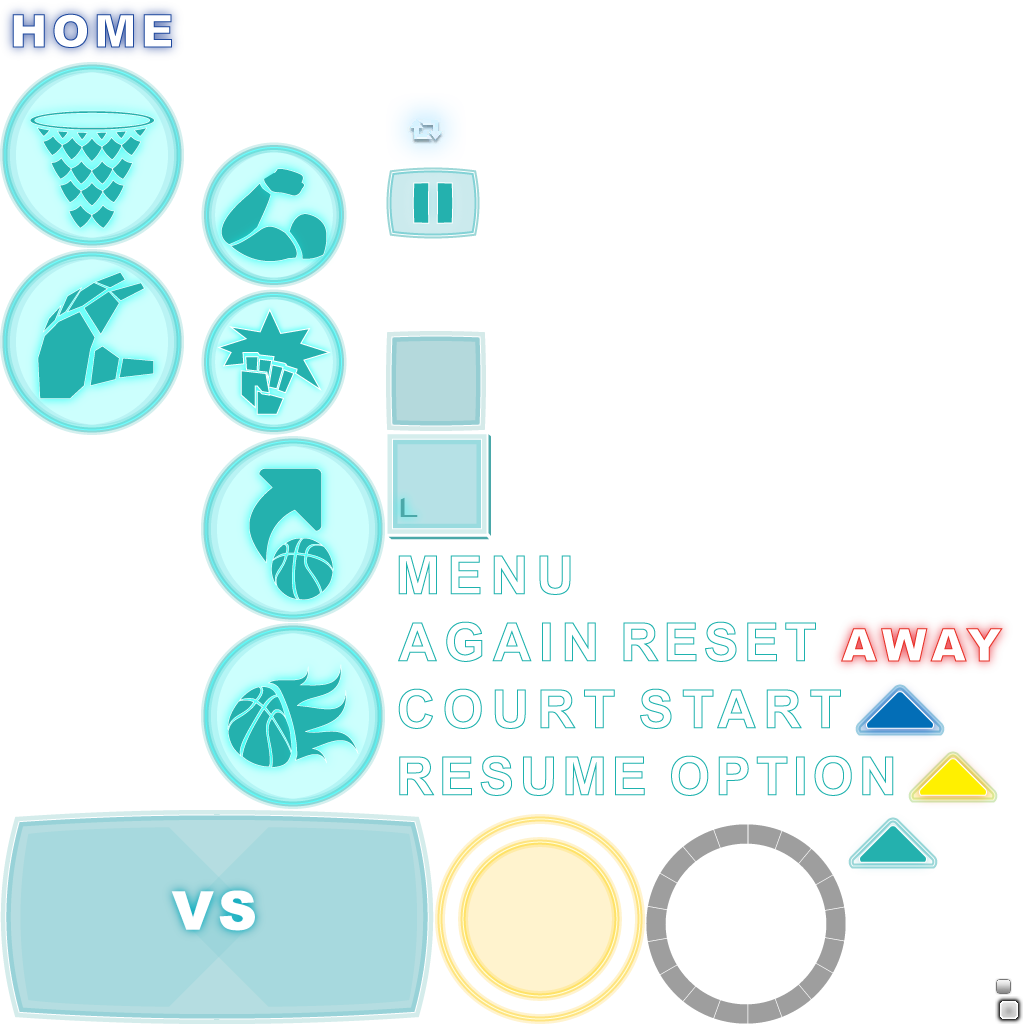 HOME
L
MENU
AGAIN RESET
AWAY
COURT START
RESUME OPTION
VS